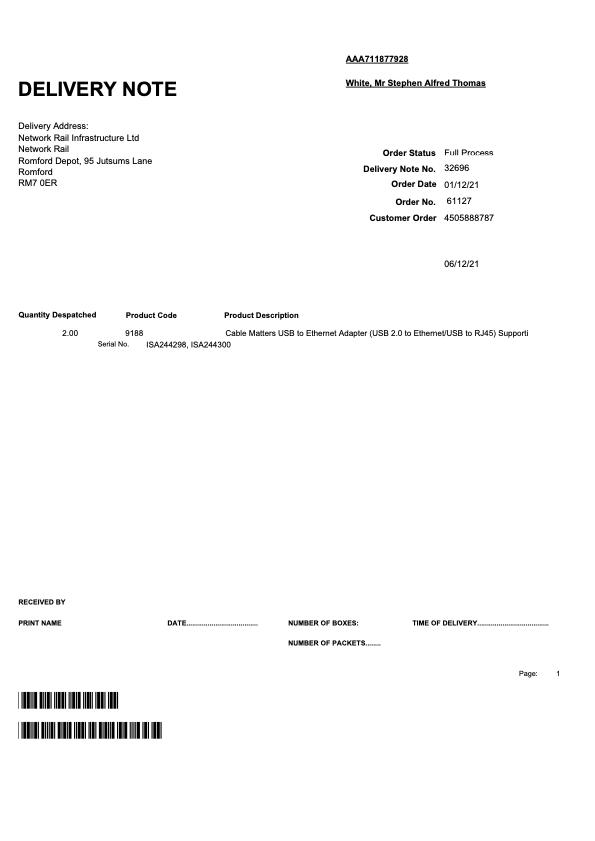 AAA711877928
DELIVERY NOTE
White, Mr Stephen Alfred Thomas
Delivery Address:
Network Rail Infrastructure Ltd
Network Rail
Romford Depot, 95 Jutsums Lane
Romford
RM7 0ER
Order Status Full Process
Delivery Note No. 32696
Order Date 01/12/21
Order No. 61127
Customer Order 4505888787
06/12/21
Quantity Despatched Product Code Product Description
2.00 9188 Cable Matters USB to Ethernet Adapter (USB 2.0 to Ethernet/USB to RJ45) Supporti
Serial No. ISA244298, ISA244300
RECEIVED BY
PRINT NAME DATE.................................. NUMBER OF BOXES: TIME OF DELIVERY..................................
NUMBER OF PACKETS.......
Page: 1